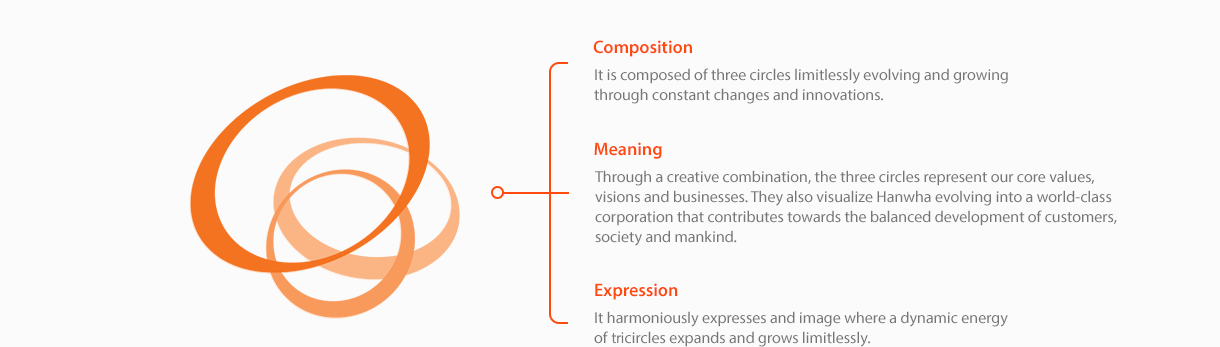 Composition
It is composed of three circles limitlessly evolving and growing
through constant changes and innovations.
Meaning
Through a creative combination, the three circles represent our core values,
visions and businesses. They also visualize Hanwha evolving into a world-class
corporation that contributes towards the balanced development of customers,
society and mankind.
Expression
It harmoniously expresses and image where a dynamic energy
of tricircles expands and grows limitlessly.